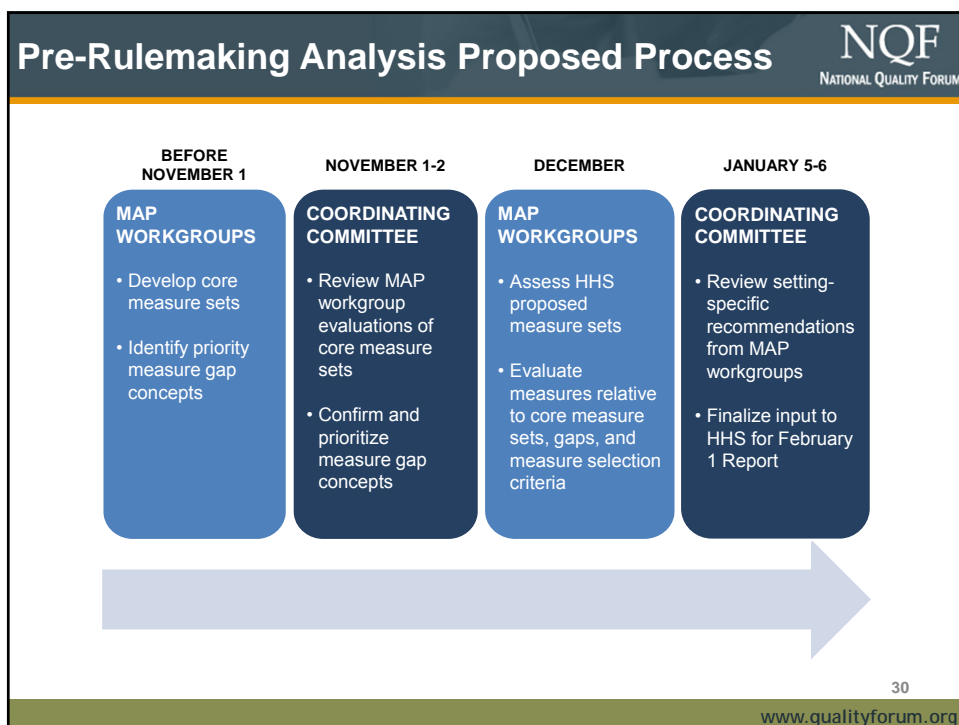 Pre-Rulemaking Analysis Proposed Process
NQF
NATIONAL QUALITY FORUM
BEFORE
NOVEMBER 1
MAP
WORKGROUPS
• Develop core
measure sets
• Identify priority
measure gap
concepts
NOVEMBER 1-2
COORDINATING
COMMITTEE
• Review MAP
workgroup
evaluations of
core measure
sets
• Confirm and
prioritize
measure gap
concepts
DECEMBER
MAP
WORKGROUPS
• Assess HHS
proposed
measure sets
• Evaluate
measures relative
to core measure
sets, gaps, and
measure selection
criteria
JANUARY 5-6
COORDINATING
COMMITTEE
• Review setting-
specific
recommendations
from MAP
workgroups
• Finalize input to
HHS for February
1 Report
30
www.qualityforum.org